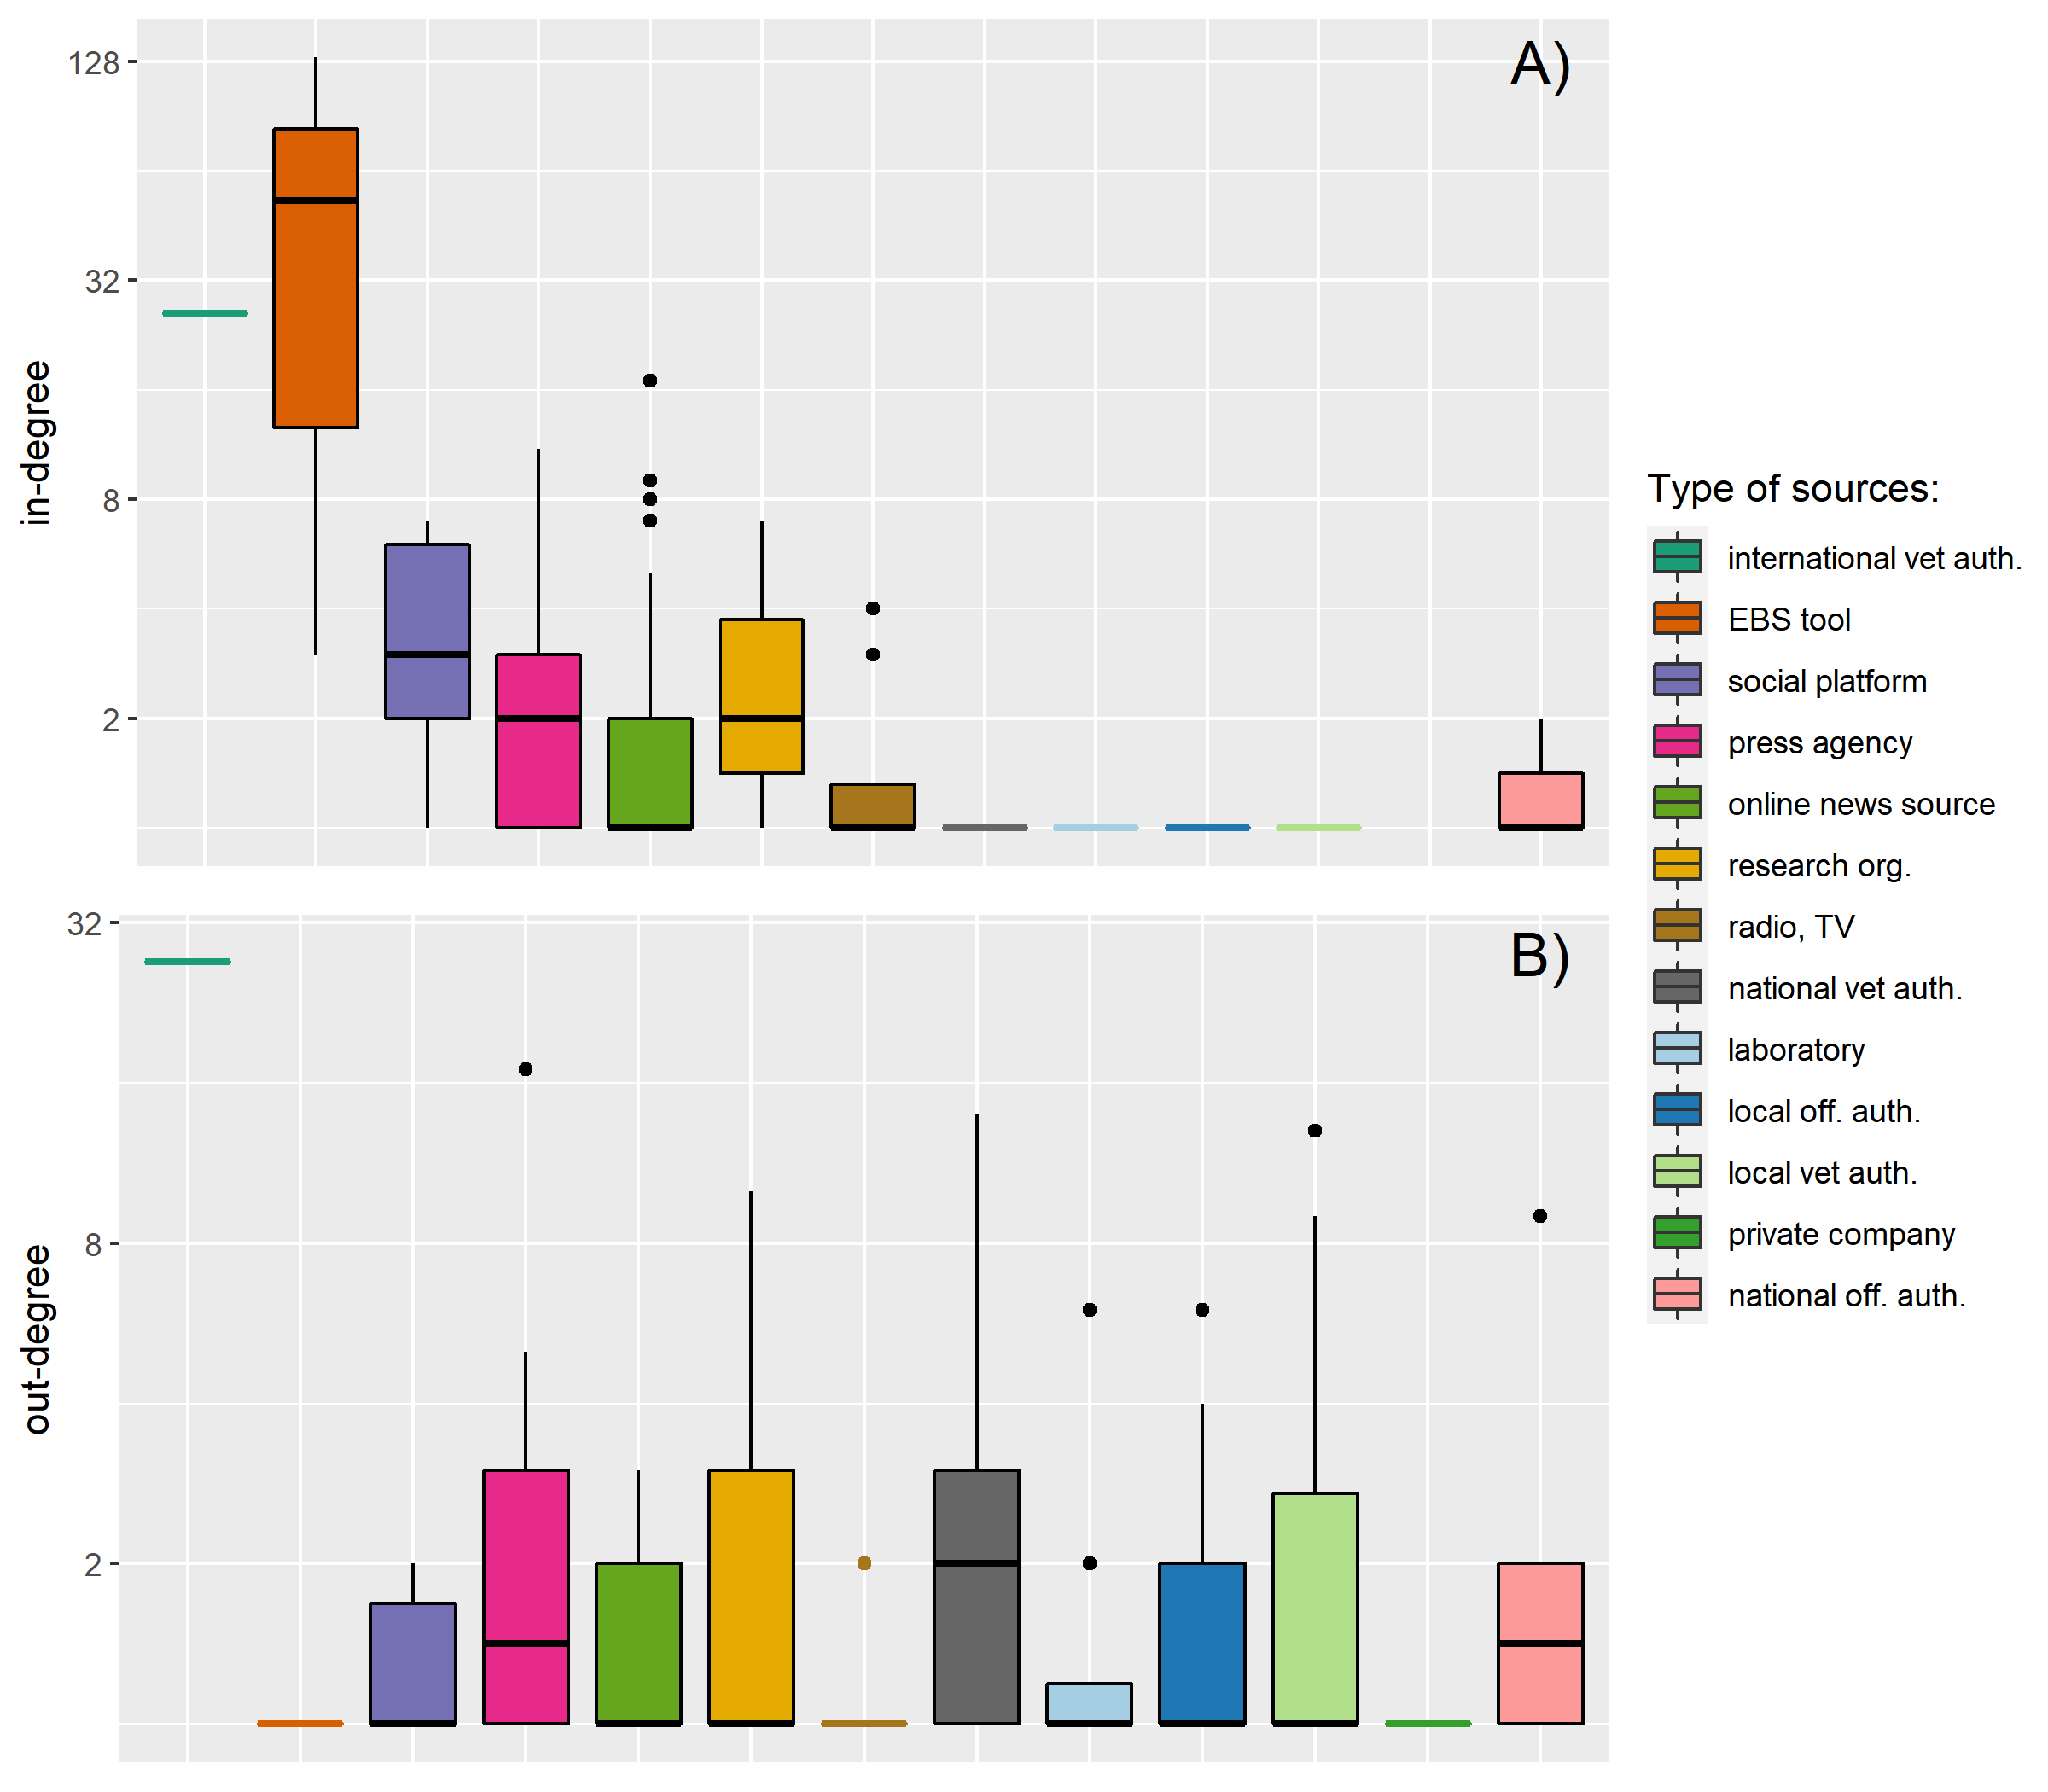 A)
128
32
8
2
in-degree
B)
32
8
2
out-degree
Type of sources:
international vet auth.
EBS tool
social platform
press agency
online news source
research org.
radio, TV
national vet auth.
laboratory
local off. auth.
local vet auth.
private company
national off. auth.